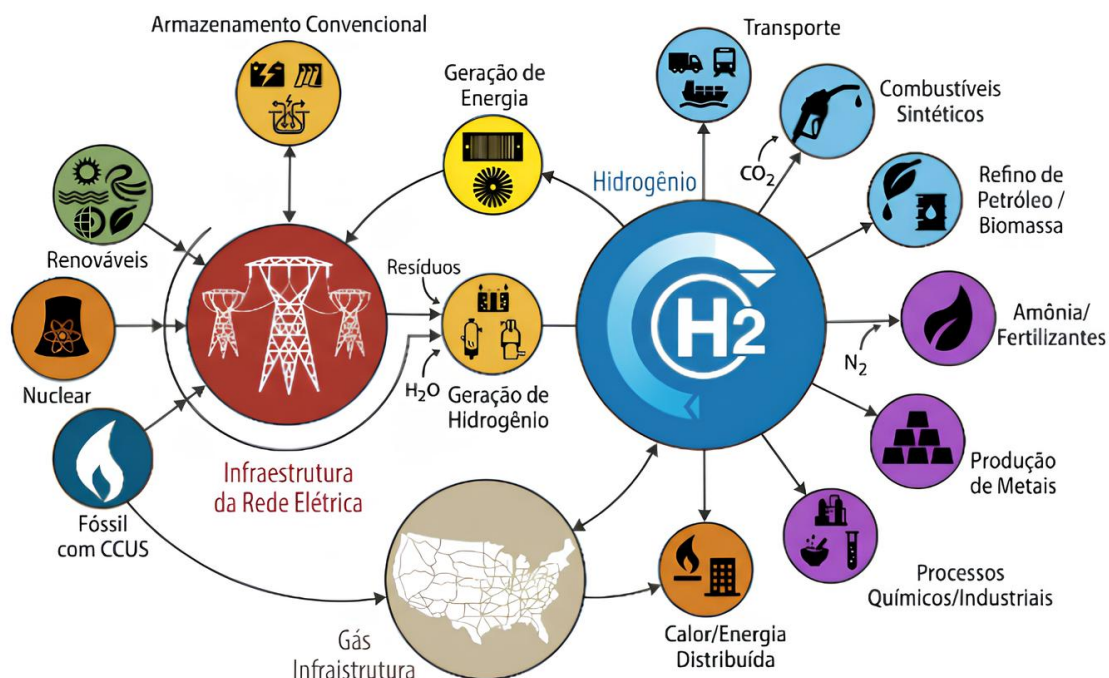 Armazenamento Convencional
Geração de
Energia
Transporte
Combustíveis
Sintéticos
CO₂
Hidrogênio
Refino de
Petróleo /
Biomassa
Renováveis
Resíduos
H2
Amônia/
Fertilizantes
N₂
Nuclear
H₂O
Geração de
Hidrogênio
Infraestrutura
da Rede Elétrica
Produção
de Metais
Fóssil
com CCUS
Processos
Químicos/Industriais
Gás
Infraistrutura
Calor/Energia
Distribuída